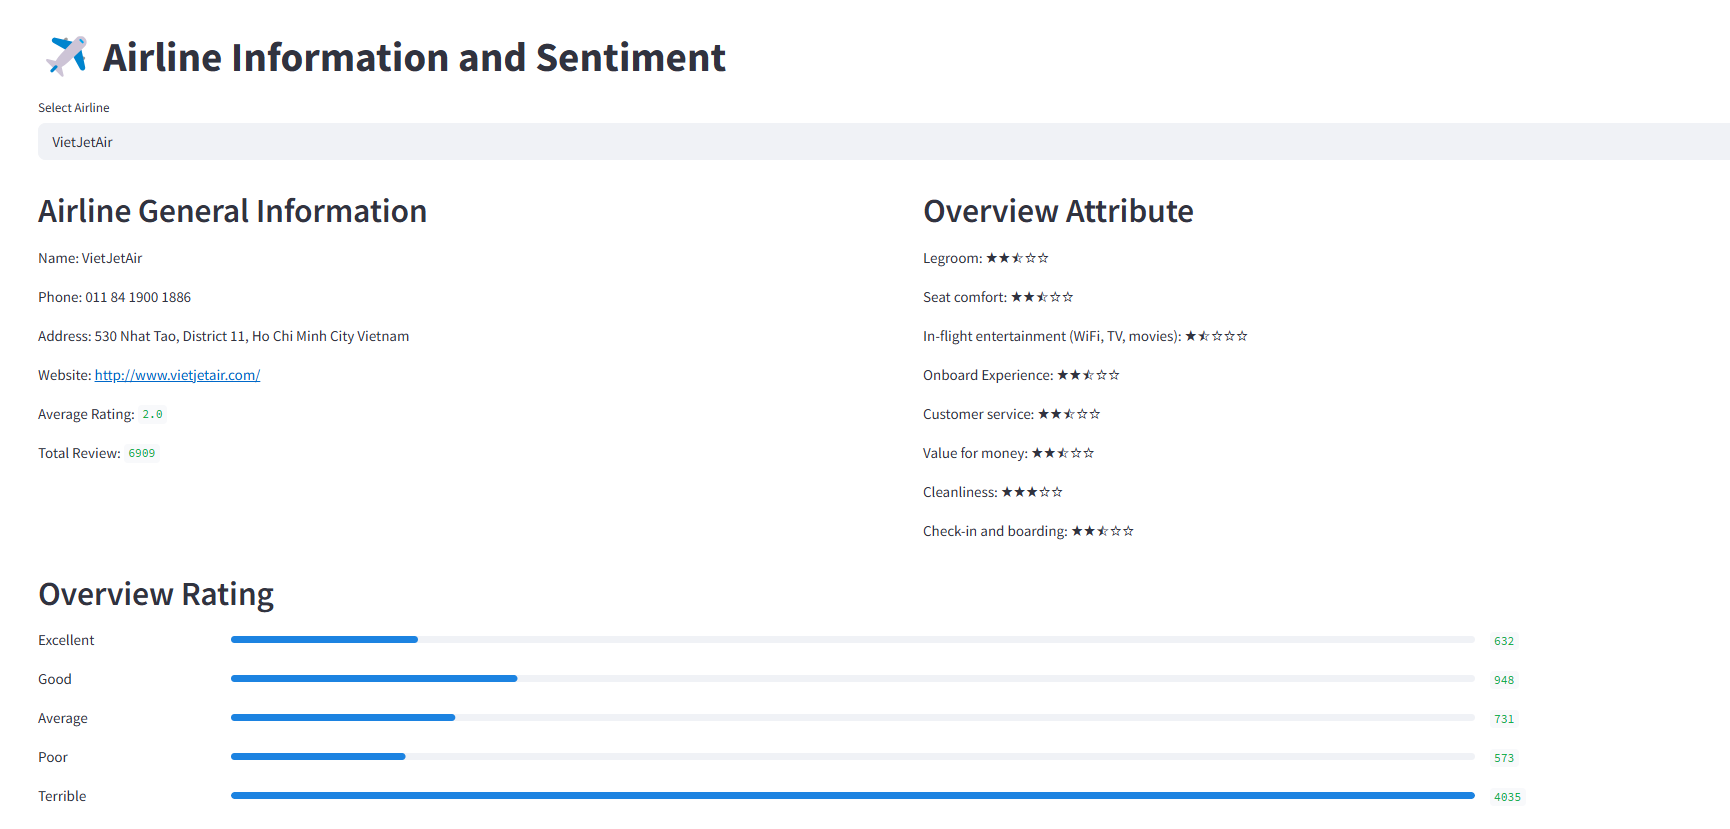 Airline Information and Sentiment
Select Airline
VietJetAir
Airline General Information
Name: VietJetAir
Phone: 011 84 1900 1886
Address: 530 Nhat Tao, District 11, Ho Chi Minh City Vietnam
Website: http://www.vietjetair.com/
Average Rating: 2.0
Total Review: 6909
Overview Attribute
Legroom: ★★⯪☆☆
Seat comfort: ★★⯪☆☆
In-flight entertainment (WiFi, TV, movies): ★⯪☆☆☆
Onboard Experience: ★★⯪☆☆
Customer service: ★★⯪☆☆
Value for money: ★★⯪☆☆
Cleanliness: ★★★☆☆
Check-in and boarding: ★★⯪☆☆
Overview Rating
Excellent 632
Good 948
Average 731
Poor 573
Terrible 4035